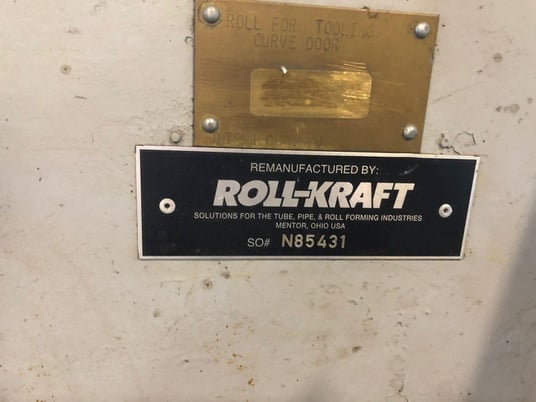 ROLL FOR TOOLING
CURVE DOOR
REMANUFACTURED BY:
ROLL-KRAFT
SOLUTIONS FOR THE TUBE, PIPE, & ROLL FORMING INDUSTRIES
MENTOR, OHIO USA
SO# N85431